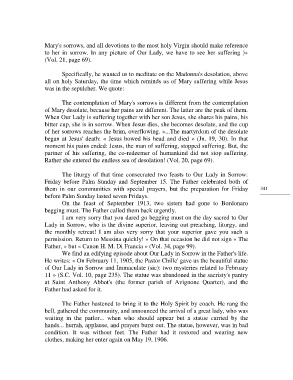 Mary's sorrows, and all devotions to the most holy Virgin should make reference
to her in sorrow. In any picture of Our Lady, we have to see her suffering )»
(Vol. 21, page 69).
Specifically, he wanted us to meditate on the Madonna's desolation, above
all on holy Saturday, the time which reminds us of Mary suffering while Jesus
was in the sepulcher. We quote:
The contemplation of Mary's sorrows is different from the contemplation
of Mary desolate, because her pains are different. The latter are the peak of them.
When Our Lady is suffering together with her son Jesus, she shares his pains, his
bitter cup, she is in sorrow. When Jesus dies, she becomes desolate, and the cup
of her sorrows reaches the brim, overflowing. «...The martyrdom of the desolate
began at Jesus' death: « Jesus bowed his head and died » (Jn. 19, 30). In that
moment his pains ended; Jesus, the man of suffering, stopped suffering. But, the
partner of his suffering, the co-redeemer of humankind did not stop suffering.
Rather she entered the endless sea of desolation! (Vol. 20, page 69).
The liturgy of that time consecrated two feasts to Our Lady in Sorrow:
Friday before Palm Sunday and September 15. The Father celebrated both of
them in our communities with special prayers, but the preparation for Friday
before Palm Sunday lasted seven Fridays.
341
On the feast of September 1913, two sisters had gone to Bordonaro
begging must. The Father called them back urgently.
I am very sorry that you dared go begging must on the day sacred to Our
Lady in Sorrow, who is the divine superior, leaving out preaching, liturgy, and
the monthly retreat! I am also very sorry that your superior gave you such a
permission. Return to Messina quickly! » On that occasion he did not sign « The
Father, » but « Canon H. M. Di Francia » (Vol. 34, page 99).
We find an edifying episode about Our Lady in Sorrow in the Father's life.
He writes: « On February 11, 1905, the Pastor Chillè gave us the beautiful statue
of Our Lady in Sorrow and Immaculate (sic): two mysteries related to February
11 » (S.C. Vol. 10, page 235). The statue was abandoned in the sacristy's pantry
at Saint Anthony Abbot's (the former parish of Avignone Quarter), and the
Father had asked for it.
The Father hastened to bring it to the Holy Spirit by coach. He rang the
bell, gathered the community, and announced the arrival of a great lady, who was
waiting in the parlor... when who should appear but a statue carried by the
hands... hurrah, applause, and prayers burst out. The statue, however, was in bad
condition. It was without feet. The Father had it restored and wearing new
clothes, making her enter again on May 19, 1906.